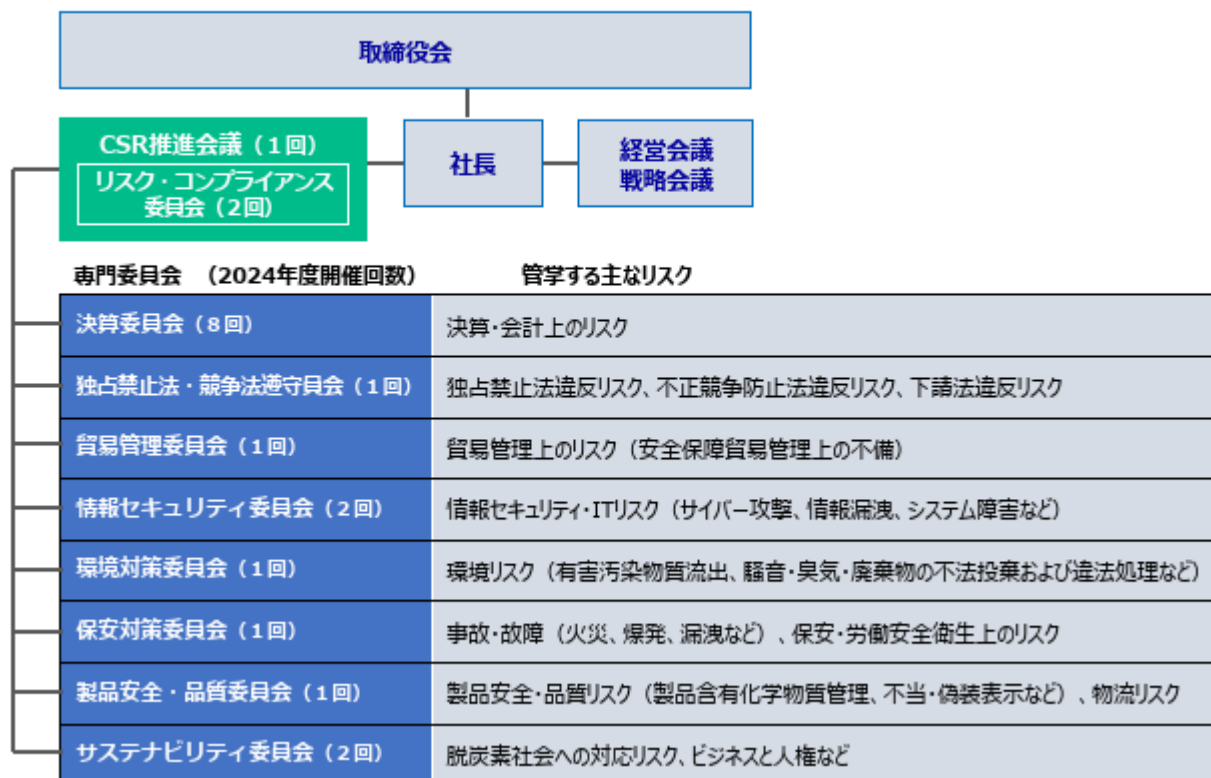 取締役会
CSR推進会議（1回）
リスク・コンプライアンス
委員会（2回）
社長
経営会議
戦略会議
専門委員会　（2024年度開催回数）　管掌する主なリスク
決算委員会（8回）　決算・会計上のリスク
独占禁止法・競争法遵守員会（1回）　独占禁止法違反リスク、不正競争防止法違反リスク、下請法違反リスク
貿易管理委員会（1回）　貿易管理上のリスク（安全保障貿易管理上の不備）
情報セキュリティ委員会（2回）　情報セキュリティ・ITリスク（サイバー攻撃、情報漏洩、システム障害など）
環境対策委員会（1回）　環境リスク（有害汚染物質流出、騒音・臭気・廃棄物の不法投棄および違法処理など）
保安対策委員会（1回）　事故・故障（火災、爆発、漏洩など）、保安・労働安全衛生上のリスク
製品安全・品質委員会（1回）　製品安全・品質リスク（製品含有化学物質管理、不当・偽装表示など）、物流リスク
サステナビリティ委員会（2回）　脱炭素社会への対応リスク、ビジネスと人権など